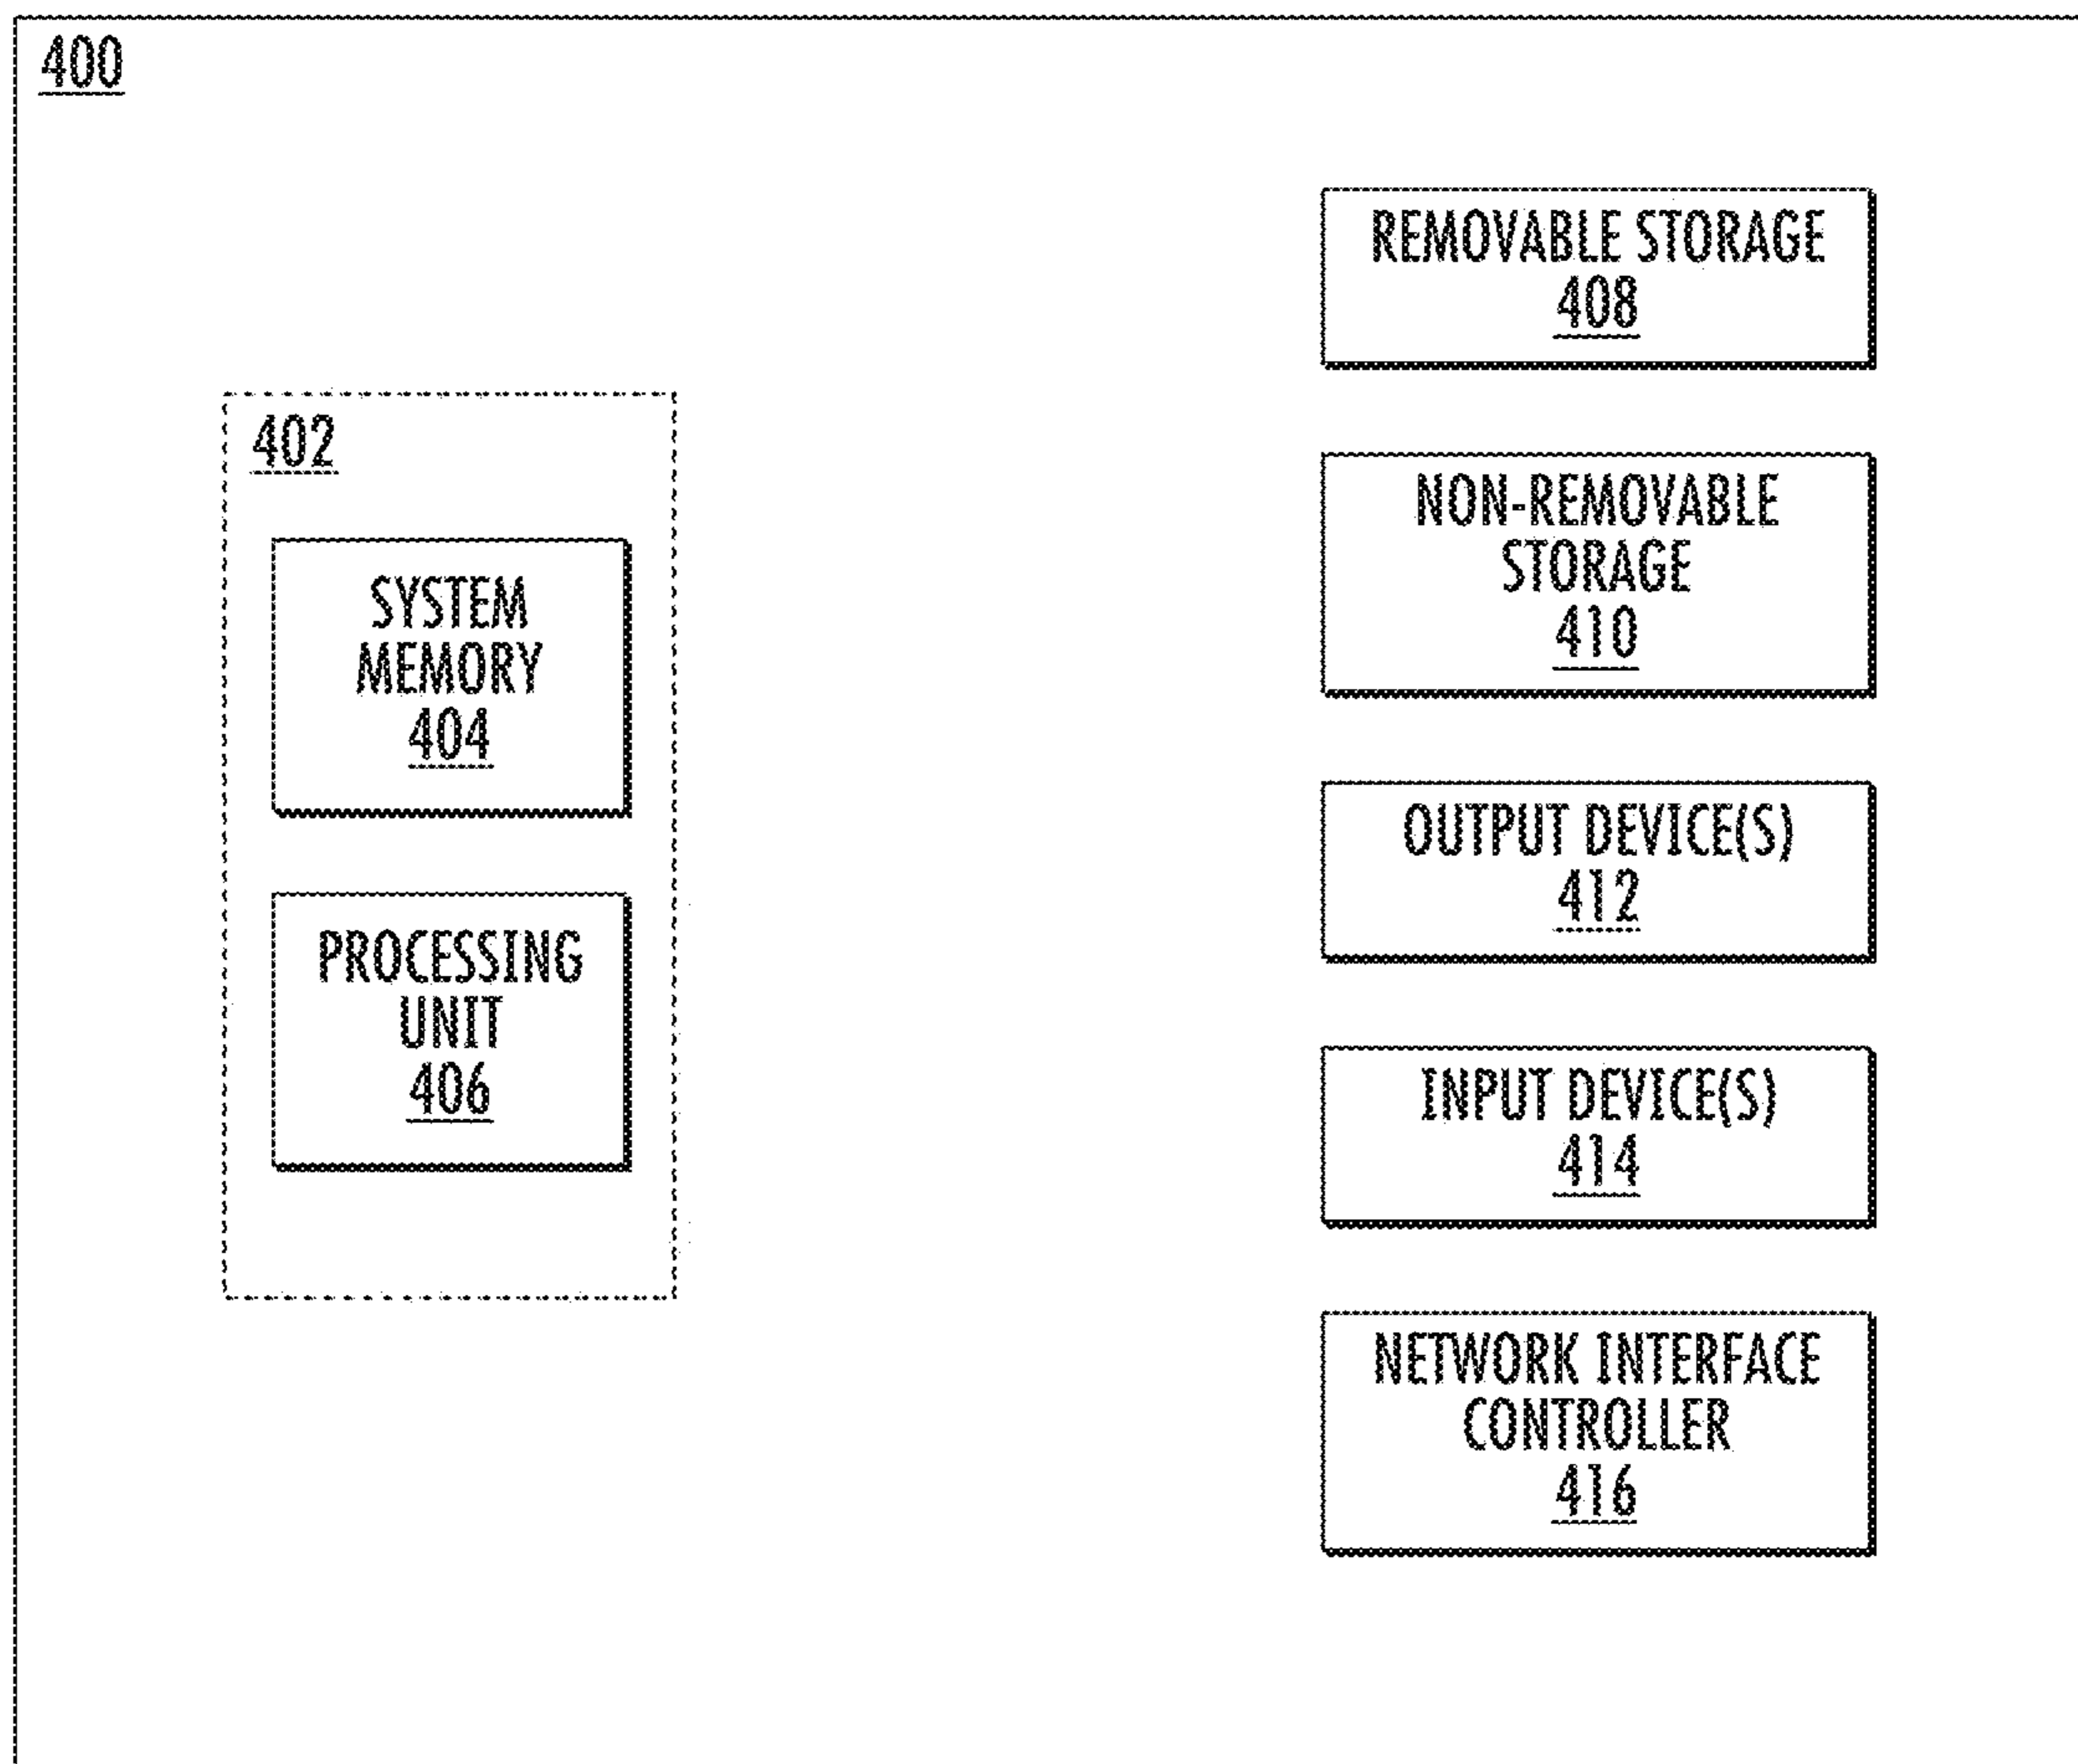 400
402
SYSTEM
MEMORY
404
PROCESSING
UNIT
406
REMOVABLE STORAGE
408
NON-REMOVABLE
STORAGE
410
OUTPUT DEVICE(S)
412
INPUT DEVICE(S)
414
NETWORK INTERFACE
CONTROLLER
416